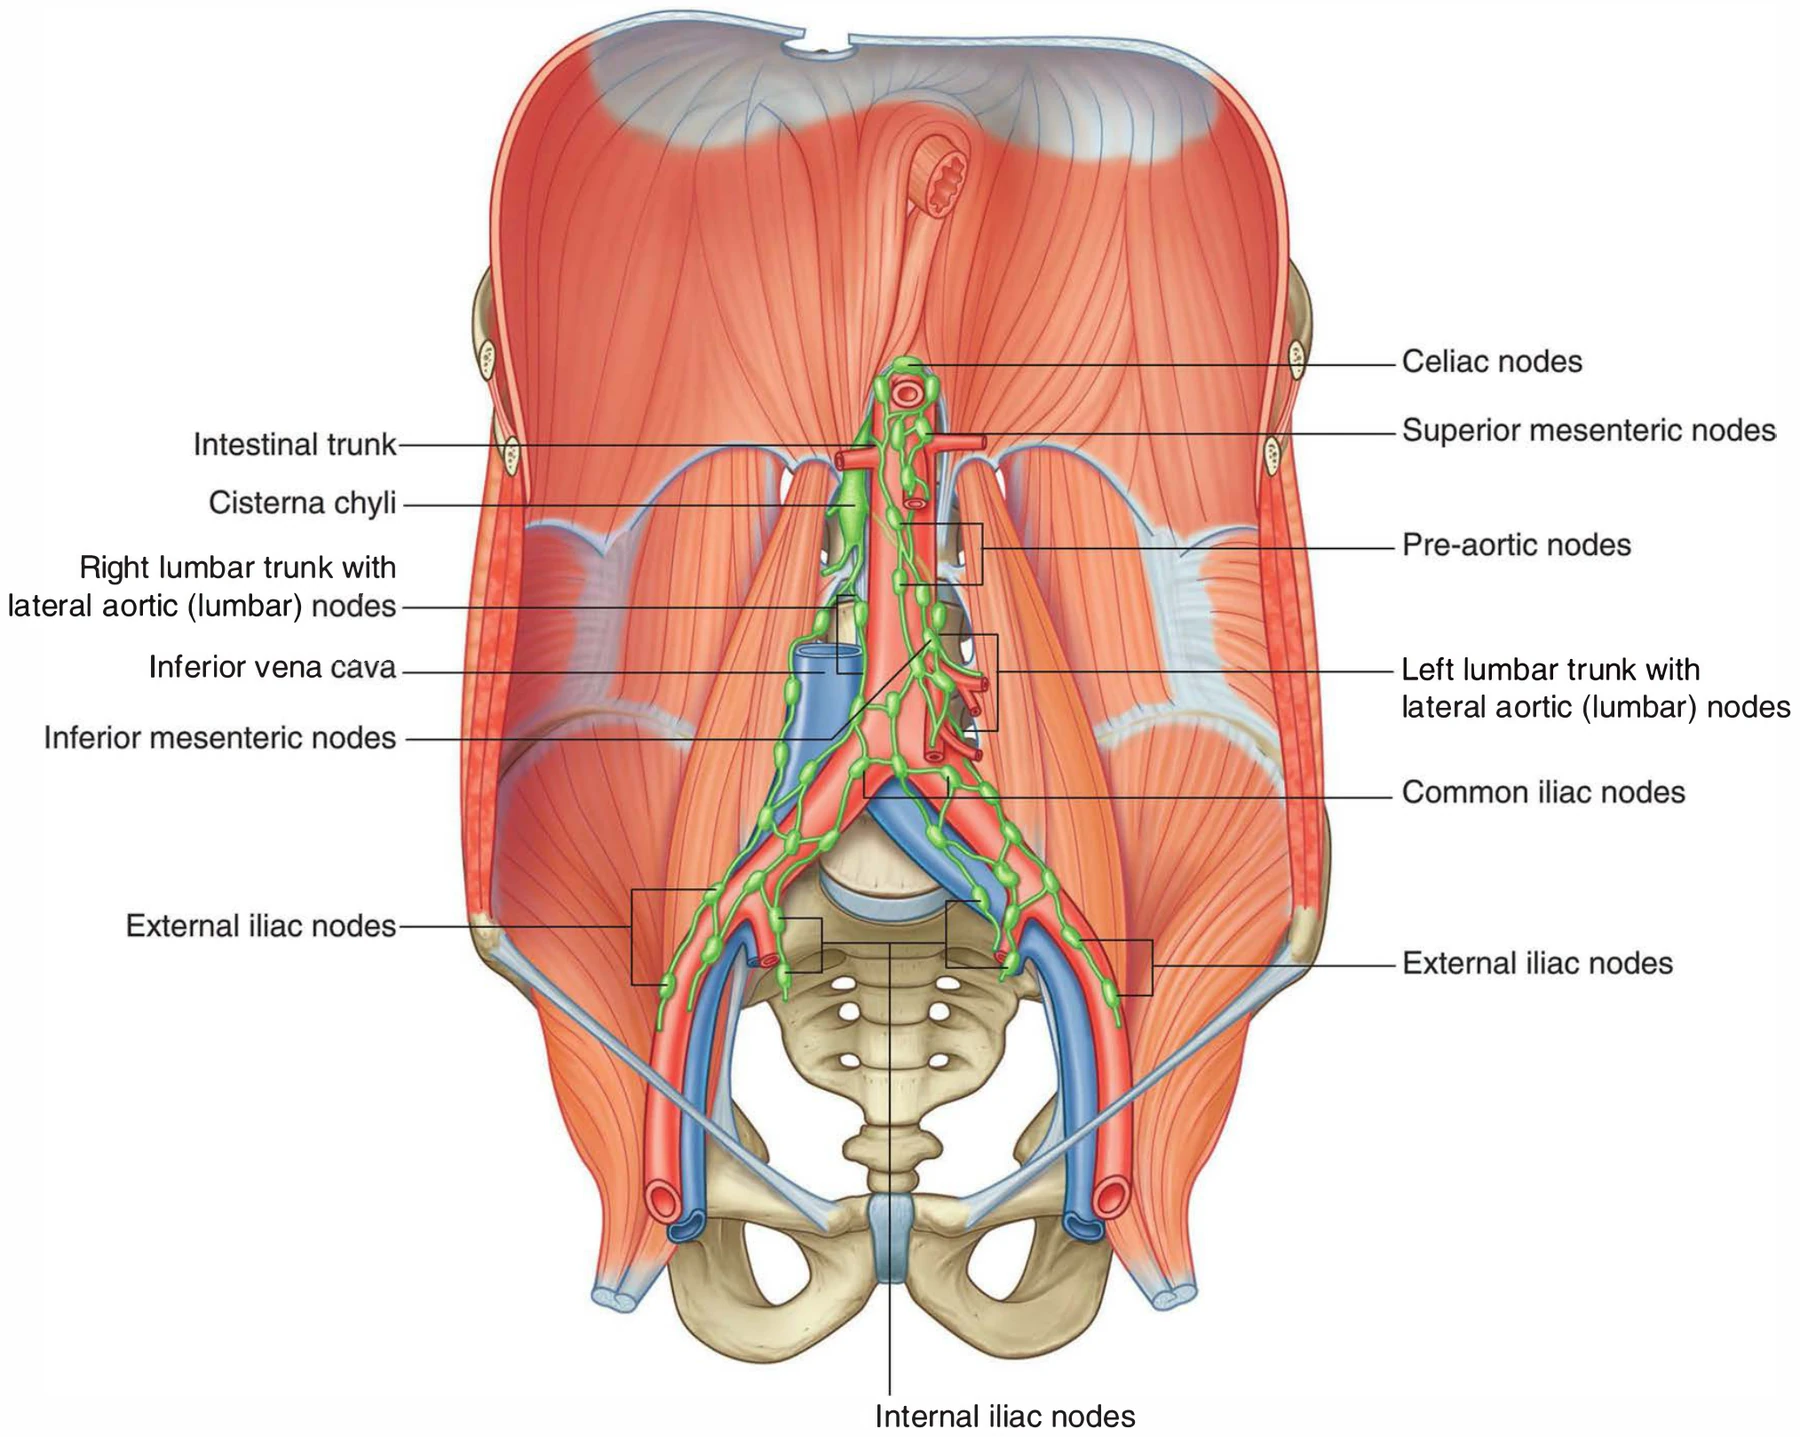 Celiac nodes
Superior mesenteric nodes
Intestinal trunk
Cisterna chyli
Pre-aortic nodes
Right lumbar trunk with
lateral aortic (lumbar) nodes
Inferior vena cava
Left lumbar trunk with
lateral aortic (lumbar) nodes
Inferior mesenteric nodes
Common iliac nodes
External iliac nodes
External iliac nodes
Internal iliac nodes